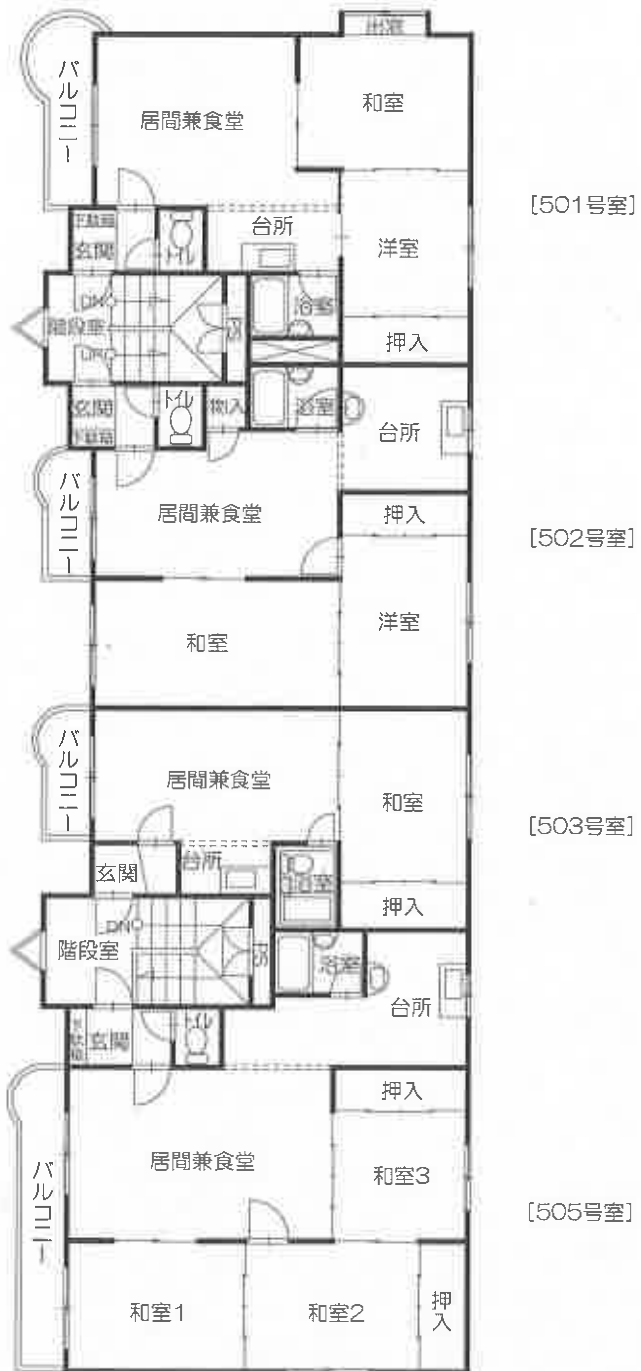 出窓
バルコニー
居間兼食堂
和室
[501号室]
下駄箱
玄関
トイレ
台所
洋室
浴室
DN
階段室
UP
PS
押入
玄関
下駄箱
トイレ
物入
浴室
台所
バルコニー
居間兼食堂
押入
[502号室]
和室
洋室
バルコニー
居間兼食堂
和室
[503号室]
玄関
台所
押入
DN
階段室
PS
浴室
台所
下駄箱
玄関
トイレ
押入
バルコニー
居間兼食堂
和室3
[505号室]
和室1
和室2
押入